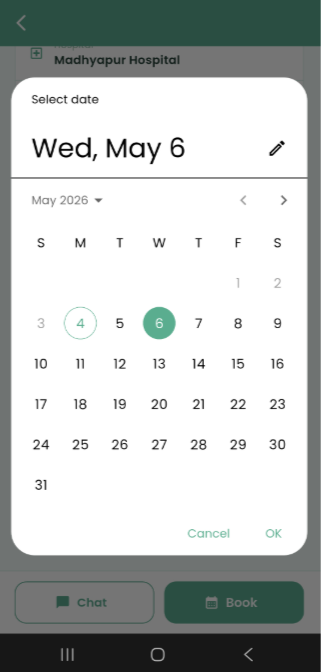 Madhyapur Hospital
Select date
Wed, May 6
May 2026
S M T W T F S
1 2
3 4 5 6 7 8 9
10 11 12 13 14 15 16
17 18 19 20 21 22 23
24 25 26 27 28 29 30
31
Cancel OK
Chat Book